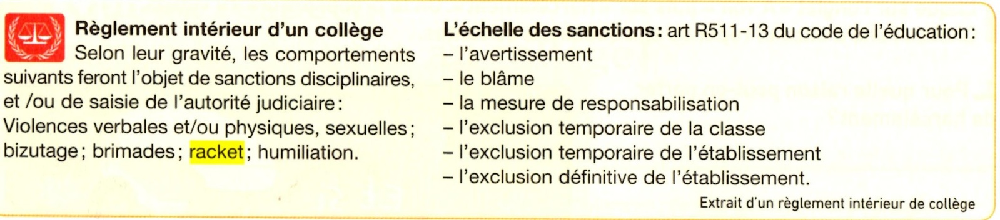 Règlement intérieur d'un collège
Selon leur gravité, les comportements
suivants feront l'objet de sanctions disciplinaires,
et /ou de saisie de l'autorité judiciaire :
Violences verbales et/ou physiques, sexuelles ;
bizutage ; brimades ; racket ; humiliation.
L'échelle des sanctions : art R511-13 du code de l'éducation :
– l'avertissement
– le blâme
– la mesure de responsabilisation
– l'exclusion temporaire de la classe
– l'exclusion temporaire de l'établissement
– l'exclusion définitive de l'établissement.
Extrait d'un règlement intérieur de collège